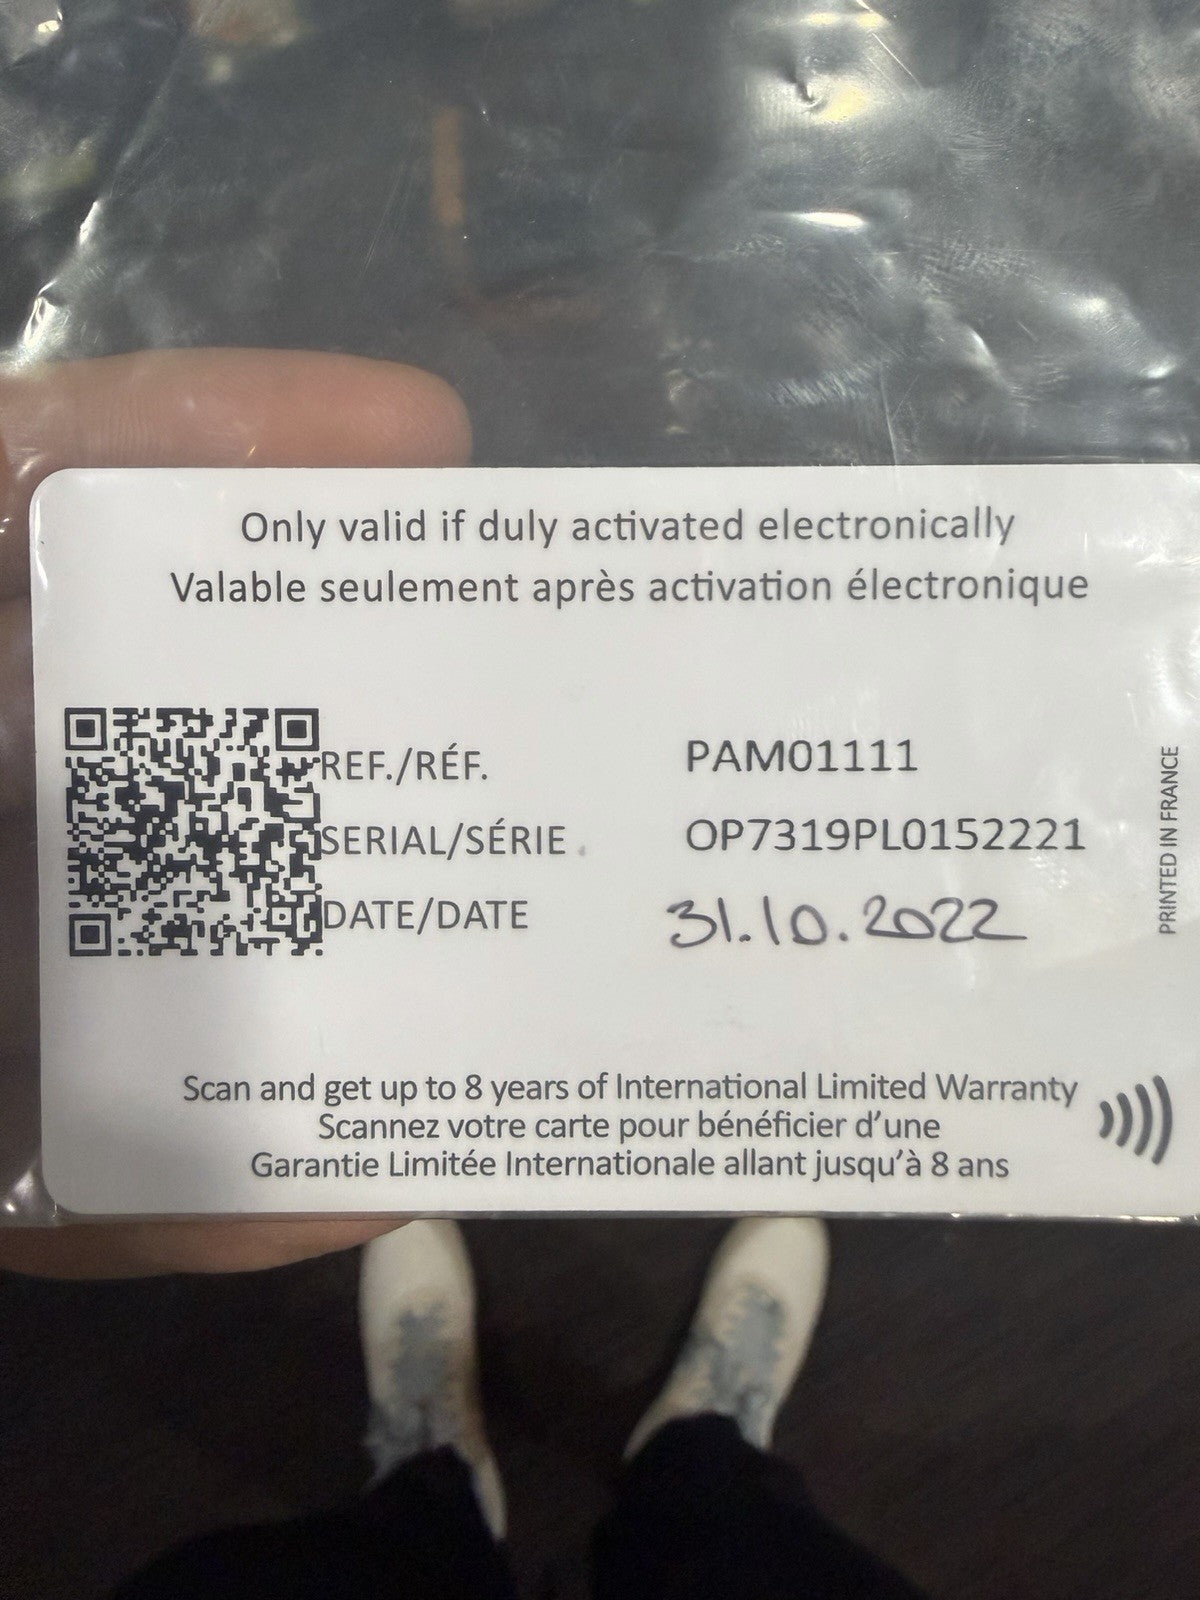 Only valid if duly activated electronically
Valable seulement après activation électronique
REF./RÉF. PAM01111
SERIAL/SÉRIE OP7319PL0152221
DATE/DATE 31.10.2022
PRINTED IN FRANCE
Scan and get up to 8 years of International Limited Warranty
Scannez votre carte pour bénéficier d'une
Garantie Limitée Internationale allant jusqu'à 8 ans